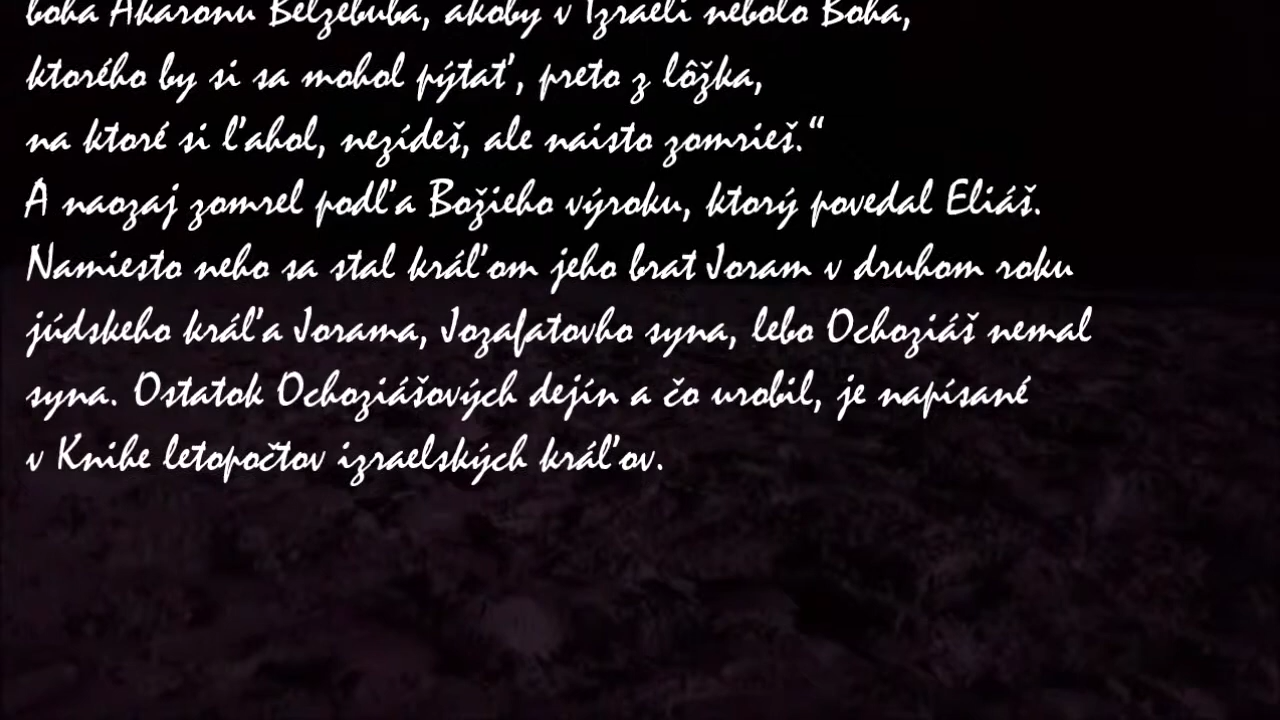 boha Akaronu Belzebuba, akoby v Izraeli nebolo Boha,
ktorého by si sa mohol pýtať, preto z lôžka,
na ktoré si ľahol, nezídeš, ale naisto zomrieš.“
A naozaj zomrel podľa Božieho výroku, ktorý povedal Eliáš.
Namiesto neho sa stal kráľom jeho brat Joram v druhom roku
júdskeho kráľa Jorama, Jozafatovho syna, lebo Ochoziáš nemal
syna. Ostatok Ochoziášových dejín a čo urobil, je napísané
v Knihe letopočtov izraelských kráľov.